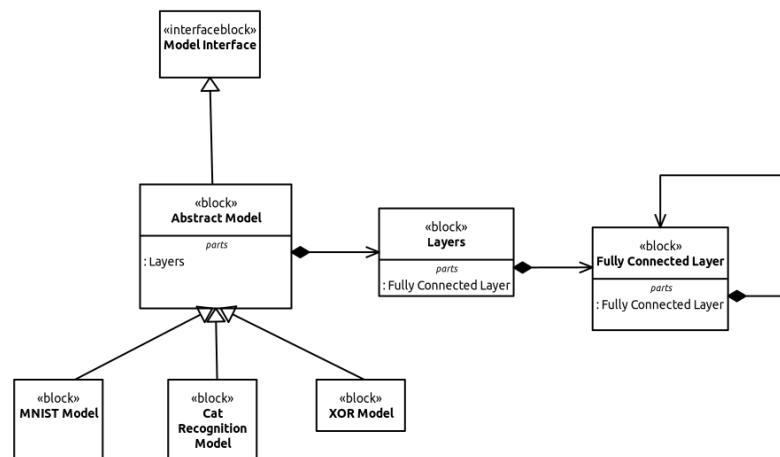 «interfaceblock»
Model Interface
«block»
Abstract Model
parts
: Layers
«block»
Layers
parts
: Fully Connected Layer
«block»
Fully Connected Layer
parts
: Fully Connected Layer
«block»
MNIST Model
«block»
Cat
Recognition
Model
«block»
XOR Model